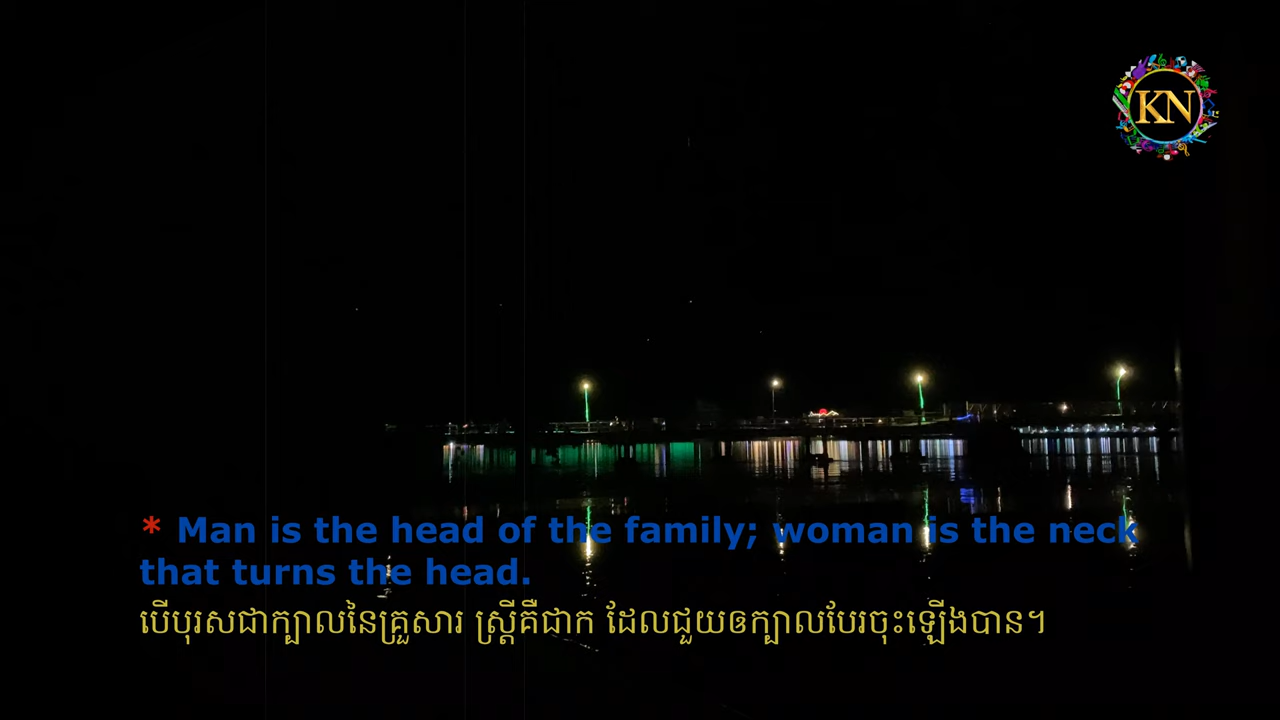 KN
* Man is the head of the family; woman is the neck
that turns the head.
បើបុរសជាក្បាលនៃគ្រួសារ ស្ត្រីគឺជាក ដែលជួយឲក្បាលបែរចុះឡើងបាន។